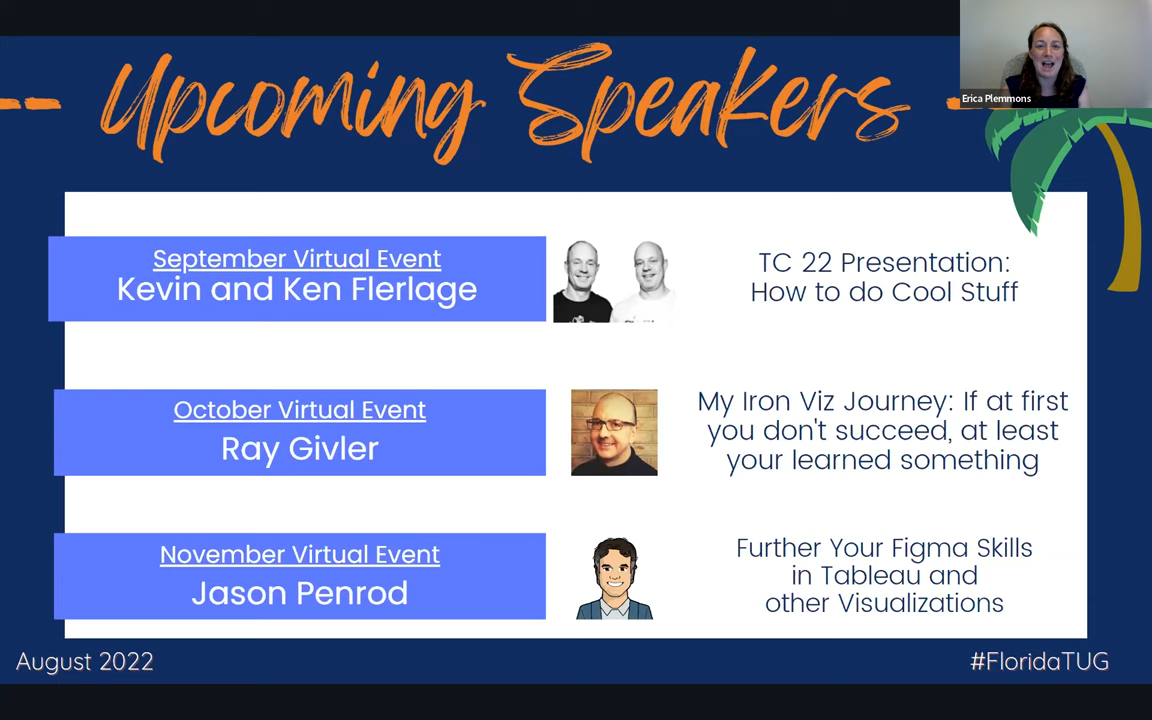 Upcoming Speakers
Erica Plemmons
September Virtual Event
Kevin and Ken Flerlage
TC 22 Presentation:
How to do Cool Stuff
October Virtual Event
Ray Givler
My Iron Viz Journey: If at first
you don't succeed, at least
your learned something
November Virtual Event
Jason Penrod
Further Your Figma Skills
in Tableau and
other Visualizations
August 2022
#FloridaTUG